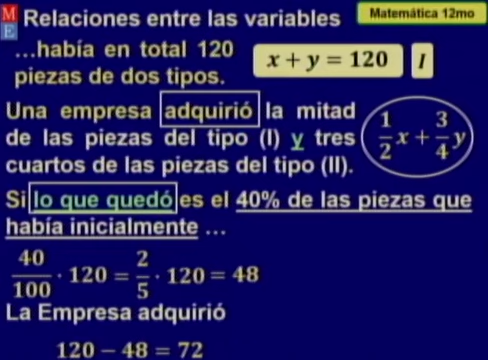 M
E
Relaciones entre las variables
Matemática 12mo
...había en total 120
piezas de dos tipos.
x + y = 120
I
Una empresa adquirió la mitad
de las piezas del tipo (I) y tres
cuartos de las piezas del tipo (II).
1/2 x + 3/4 y
Si lo que quedó es el 40% de las piezas que
había inicialmente ...
40/100 · 120 = 2/5 · 120 = 48
La Empresa adquirió
120 − 48 = 72